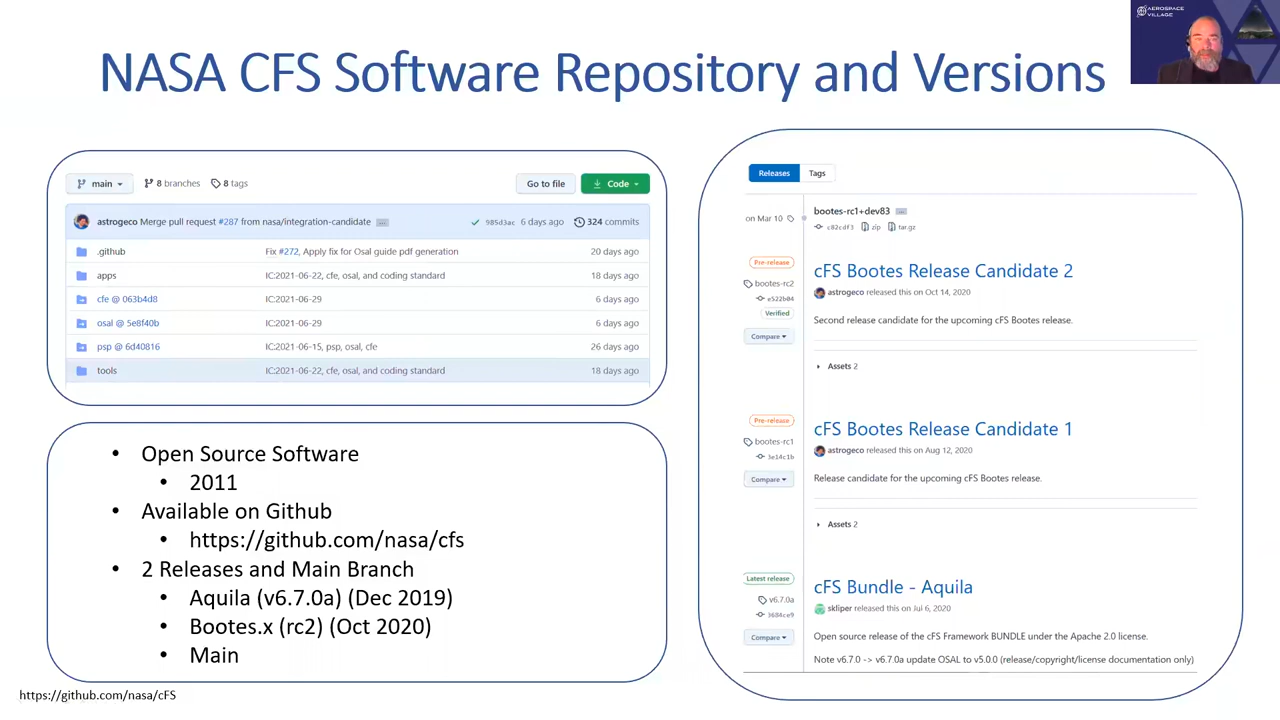 NASA CFS Software Repository and Versions
AEROSPACE
VILLAGE
main
8 branches
8 tags
Go to file
Code
astrogeco Merge pull request #287 from nasa/integration-candidate ...
985d3ac 6 days ago
324 commits
.github Fix #272, Apply fix for Osal guide pdf generation 20 days ago
apps IC:2021-06-22, cfe, osal, and coding standard 18 days ago
cfe @ 063b4d8 IC:2021-06-29 6 days ago
osal @ 5e8f40b IC:2021-06-29 6 days ago
psp @ 6d40816 IC:2021-06-15, psp, osal, cfe 26 days ago
tools IC:2021-06-22, cfe, osal, and coding standard 18 days ago
• Open Source Software
• 2011
• Available on Github
• https://github.com/nasa/cfs
• 2 Releases and Main Branch
• Aquila (v6.7.0a) (Dec 2019)
• Bootes.x (rc2) (Oct 2020)
• Main
https://github.com/nasa/cFS
Releases Tags
on Mar 10
bootes-rc1+dev83 ...
c82cdf3 zip tar.gz
Pre-release
bootes-rc2
e522b04
Verified
Compare
cFS Bootes Release Candidate 2
astrogeco released this on Oct 14, 2020
Second release candidate for the upcoming cFS Bootes release.
Assets 2
Pre-release
bootes-rc1
3e14c1b
Compare
cFS Bootes Release Candidate 1
astrogeco released this on Aug 12, 2020
Release candidate for the upcoming cFS Bootes release.
Assets 2
Latest release
v6.7.0a
3684ce9
Compare
cFS Bundle - Aquila
skliper released this on Jul 6, 2020
Open source release of the cFS Framework BUNDLE under the Apache 2.0 license.
Note v6.7.0 -> v6.7.0a update OSAL to v5.0.0 (release/copyright/license documentation only)